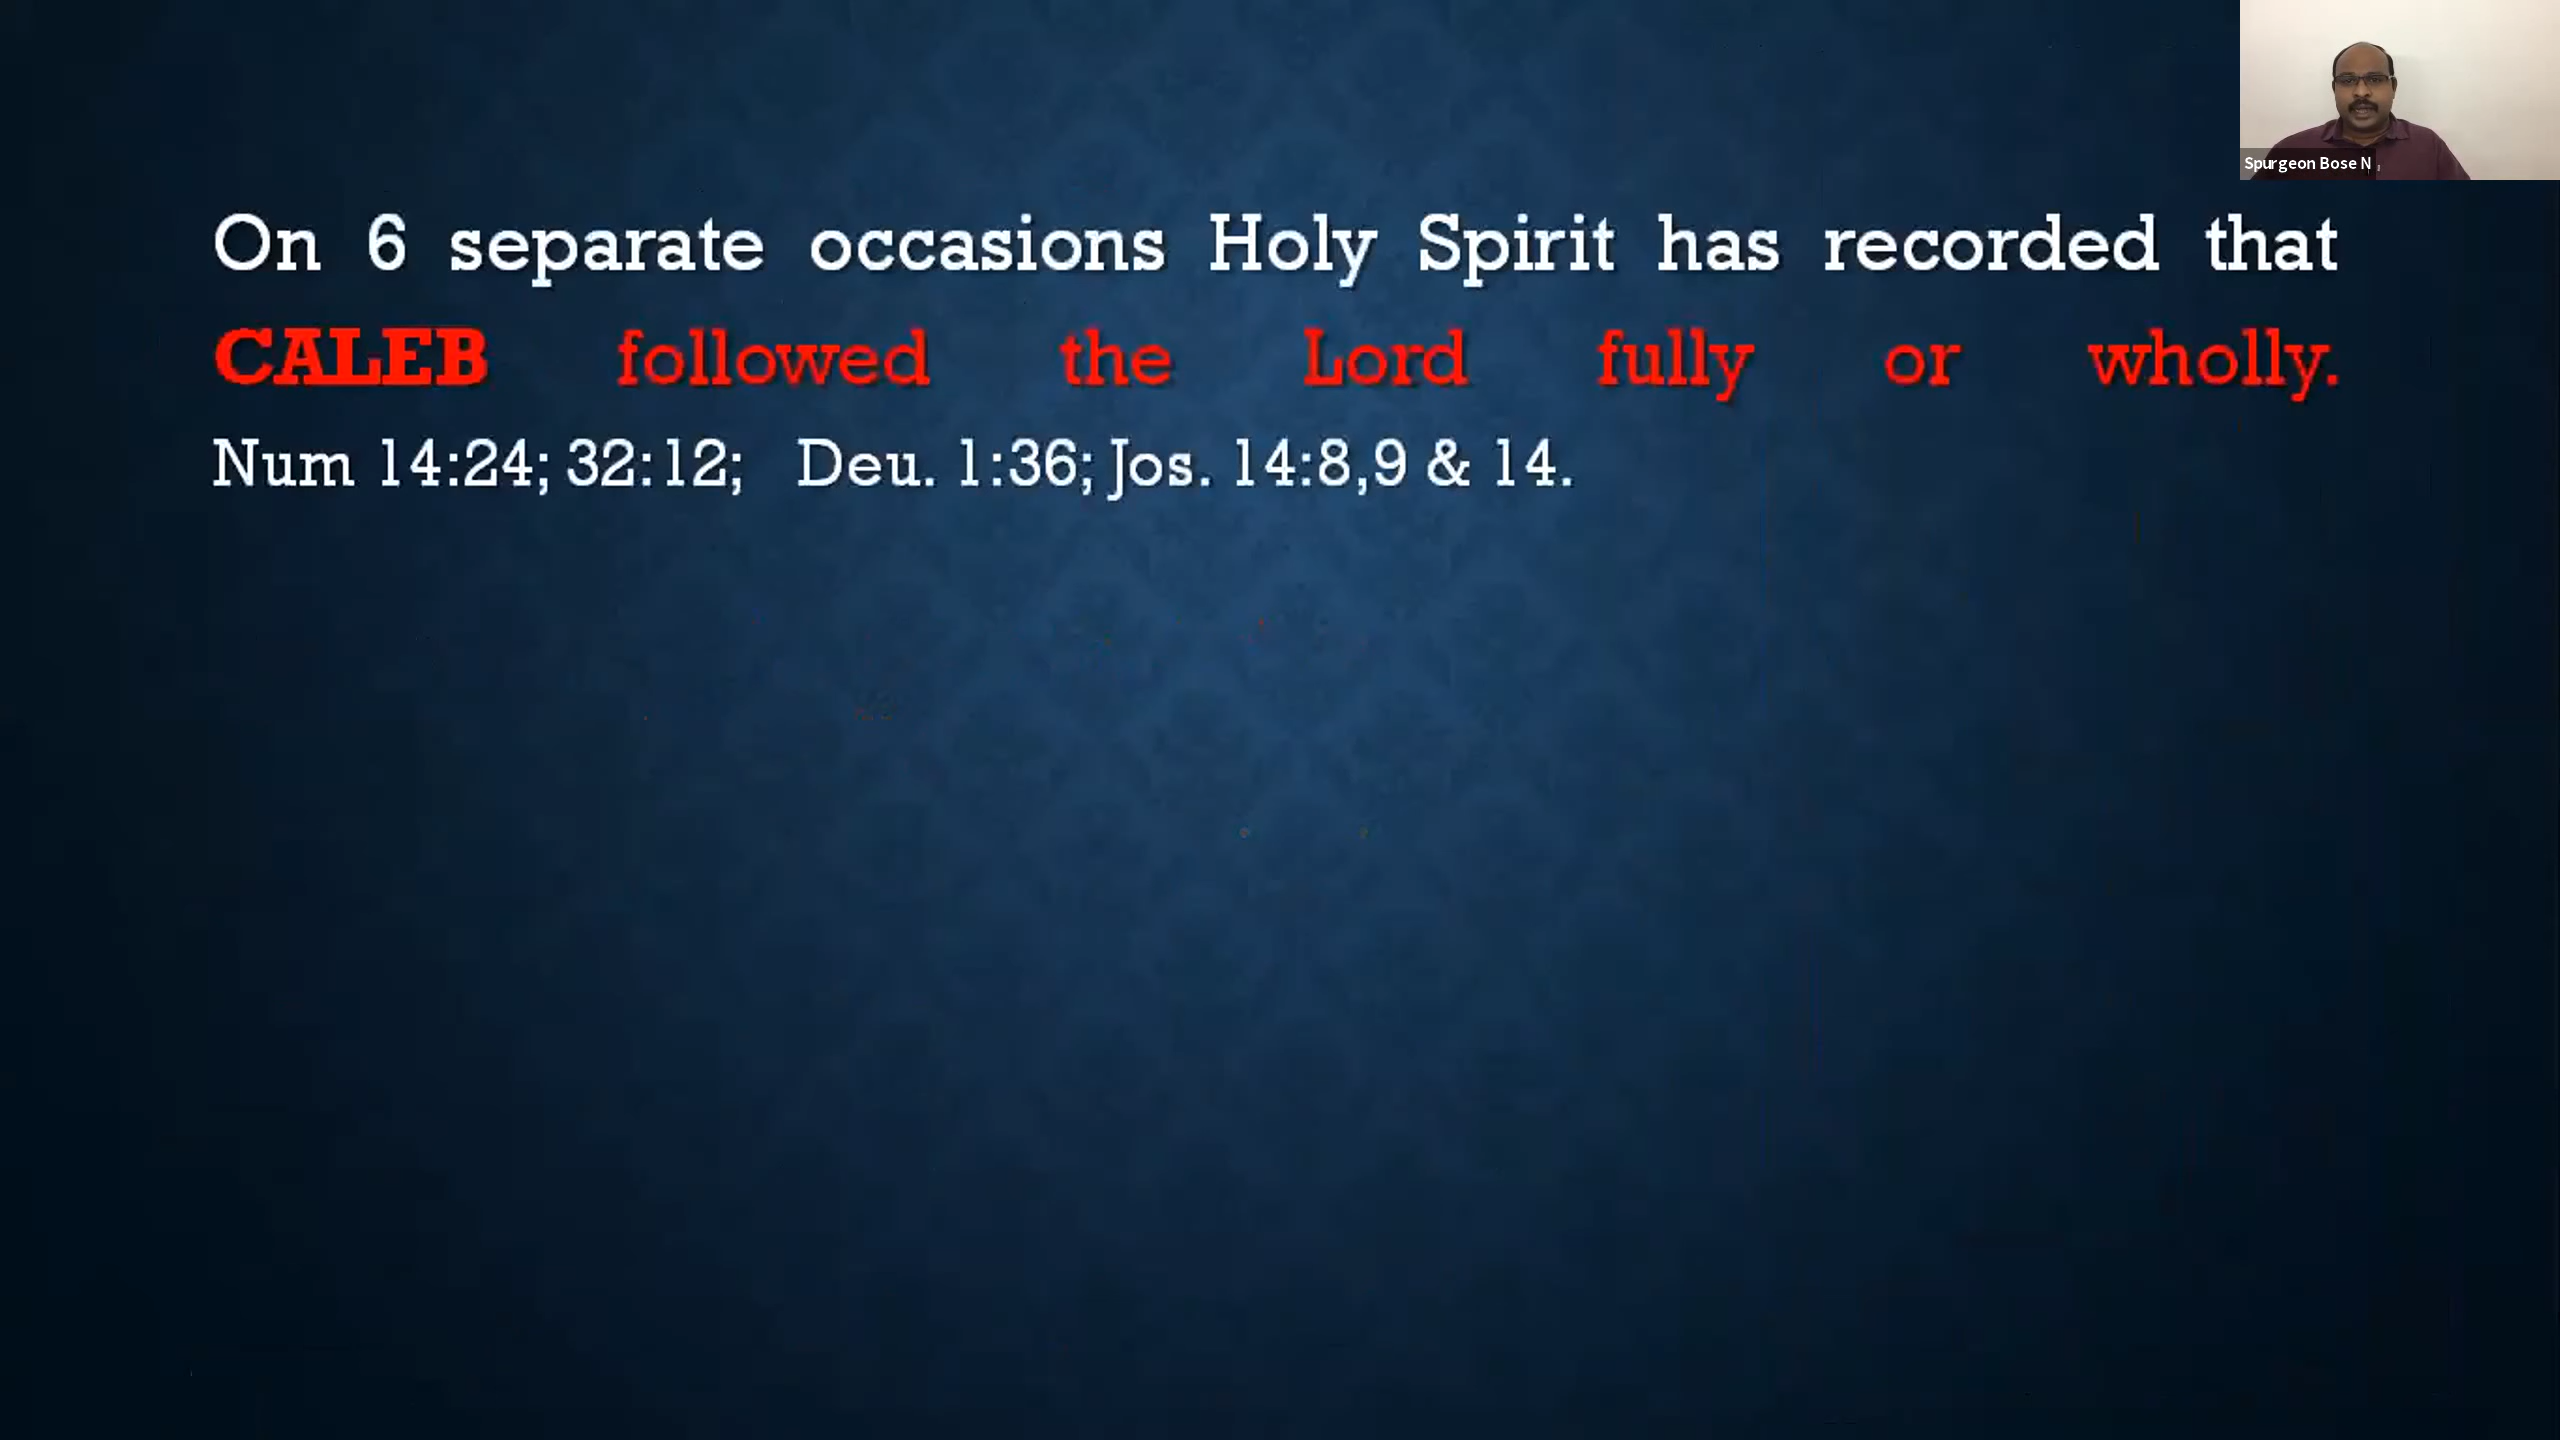 Spurgeon Bose N
On 6 separate occasions Holy Spirit has recorded that
CALEB followed the Lord fully or wholly.
Num 14:24; 32:12; Deu. 1:36; Jos. 14:8,9 & 14.